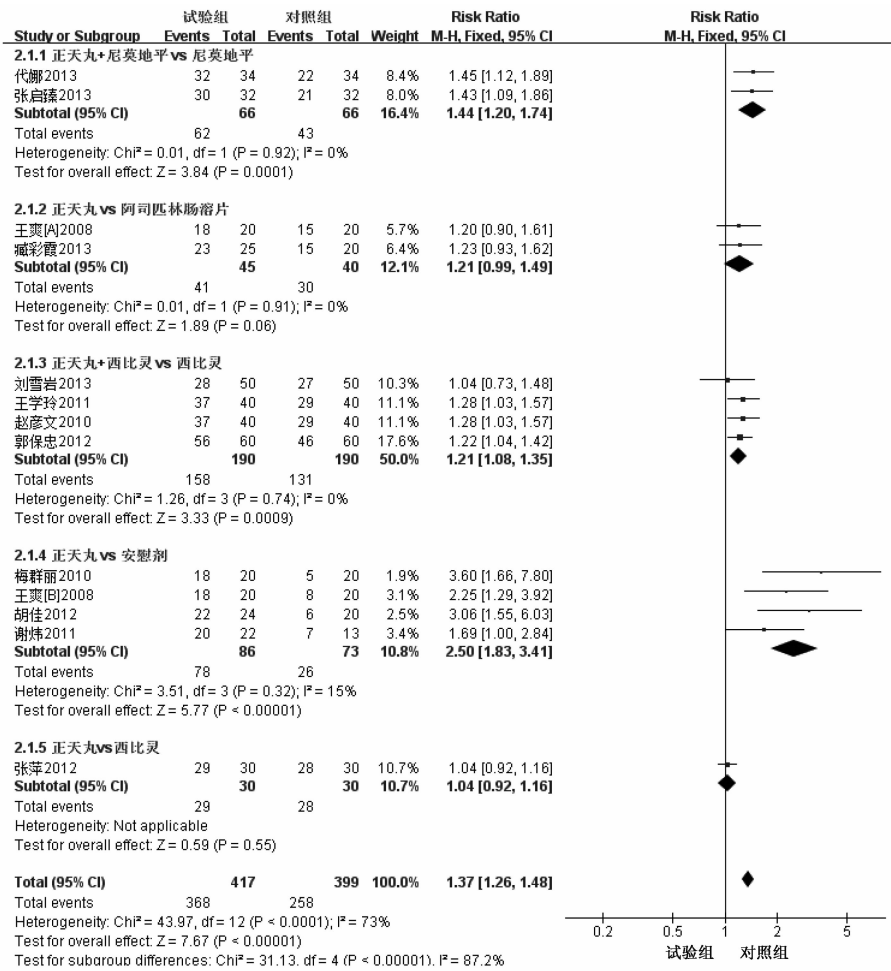 试验组 对照组 Risk Ratio Risk Ratio
Study or Subgroup Events Total Events Total Weight M-H, Fixed, 95% CI M-H, Fixed, 95% CI
2.1.1 正天丸+尼莫地平 vs 尼莫地平
代娜2013 32 34 22 34 8.4% 1.45 [1.12, 1.89]
张启臻2013 30 32 21 32 8.0% 1.43 [1.09, 1.86]
Subtotal (95% CI) 66 66 16.4% 1.44 [1.20, 1.74]
Total events 62 43
Heterogeneity: Chi² = 0.01, df = 1 (P = 0.92); I² = 0%
Test for overall effect: Z = 3.84 (P = 0.0001)
2.1.2 正天丸 vs 阿司匹林肠溶片
王爽[A]2008 18 20 15 20 5.7% 1.20 [0.90, 1.61]
臧彩霞2013 23 25 15 20 6.4% 1.23 [0.93, 1.62]
Subtotal (95% CI) 45 40 12.1% 1.21 [0.99, 1.49]
Total events 41 30
Heterogeneity: Chi² = 0.01, df = 1 (P = 0.91); I² = 0%
Test for overall effect: Z = 1.89 (P = 0.06)
2.1.3 正天丸+西比灵 vs 西比灵
刘雪岩2013 28 50 27 50 10.3% 1.04 [0.73, 1.48]
王学玲2011 37 40 29 40 11.1% 1.28 [1.03, 1.57]
赵彦文2010 37 40 29 40 11.1% 1.28 [1.03, 1.57]
郭保忠2012 56 60 46 60 17.6% 1.22 [1.04, 1.42]
Subtotal (95% CI) 190 190 50.0% 1.21 [1.08, 1.35]
Total events 158 131
Heterogeneity: Chi² = 1.26, df = 3 (P = 0.74); I² = 0%
Test for overall effect: Z = 3.33 (P = 0.0009)
2.1.4 正天丸 vs 安慰剂
梅群丽2010 18 20 5 20 1.9% 3.60 [1.66, 7.80]
王爽[B]2008 18 20 8 20 3.1% 2.25 [1.29, 3.92]
胡佳2012 22 24 6 20 2.5% 3.06 [1.55, 6.03]
谢炜2011 20 22 7 13 3.4% 1.69 [1.00, 2.84]
Subtotal (95% CI) 86 73 10.8% 2.50 [1.83, 3.41]
Total events 78 26
Heterogeneity: Chi² = 3.51, df = 3 (P = 0.32); I² = 15%
Test for overall effect: Z = 5.77 (P < 0.00001)
2.1.5 正天丸vs西比灵
张萍2012 29 30 28 30 10.7% 1.04 [0.92, 1.16]
Subtotal (95% CI) 30 30 10.7% 1.04 [0.92, 1.16]
Total events 29 28
Heterogeneity: Not applicable
Test for overall effect: Z = 0.59 (P = 0.55)
Total (95% CI) 417 399 100.0% 1.37 [1.26, 1.48]
Total events 368 258
Heterogeneity: Chi² = 43.97, df = 12 (P < 0.0001); I² = 73%
Test for overall effect: Z = 7.67 (P < 0.00001)
Test for subgroup differences: Chi² = 31.13, df = 4 (P < 0.00001), I² = 87.2%
0.2 0.5 1 2 5
试验组 对照组